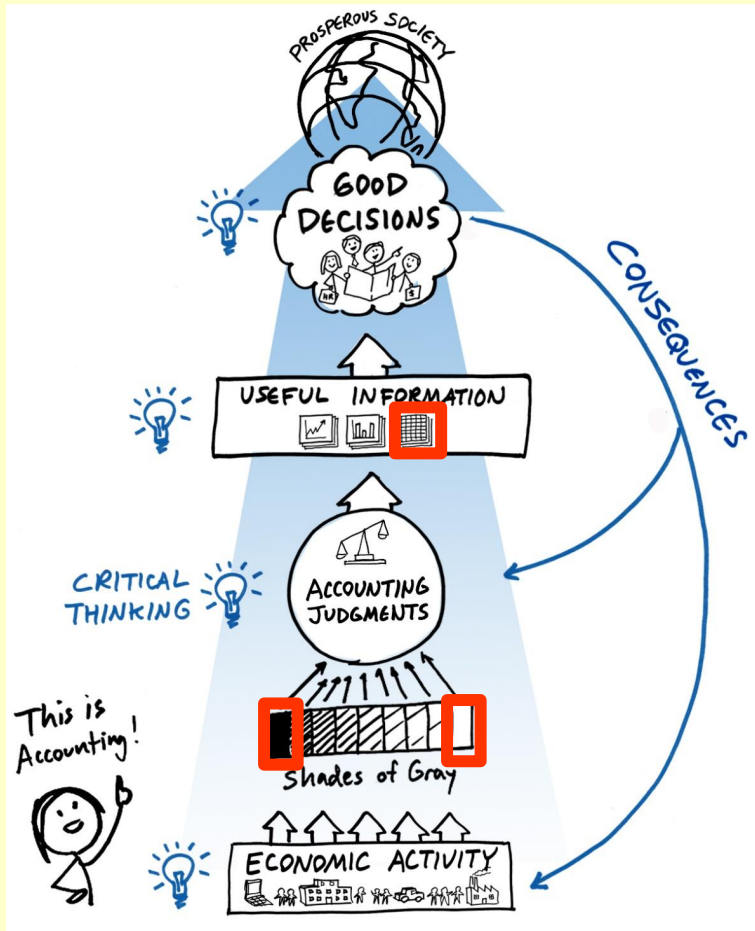 PROSPEROUS SOCIETY
GOOD
DECISIONS
HR
$
CONSEQUENCES
USEFUL INFORMATION
CRITICAL
THINKING
ACCOUNTING
JUDGMENTS
This is
Accounting!
Shades of Gray
ECONOMIC ACTIVITY